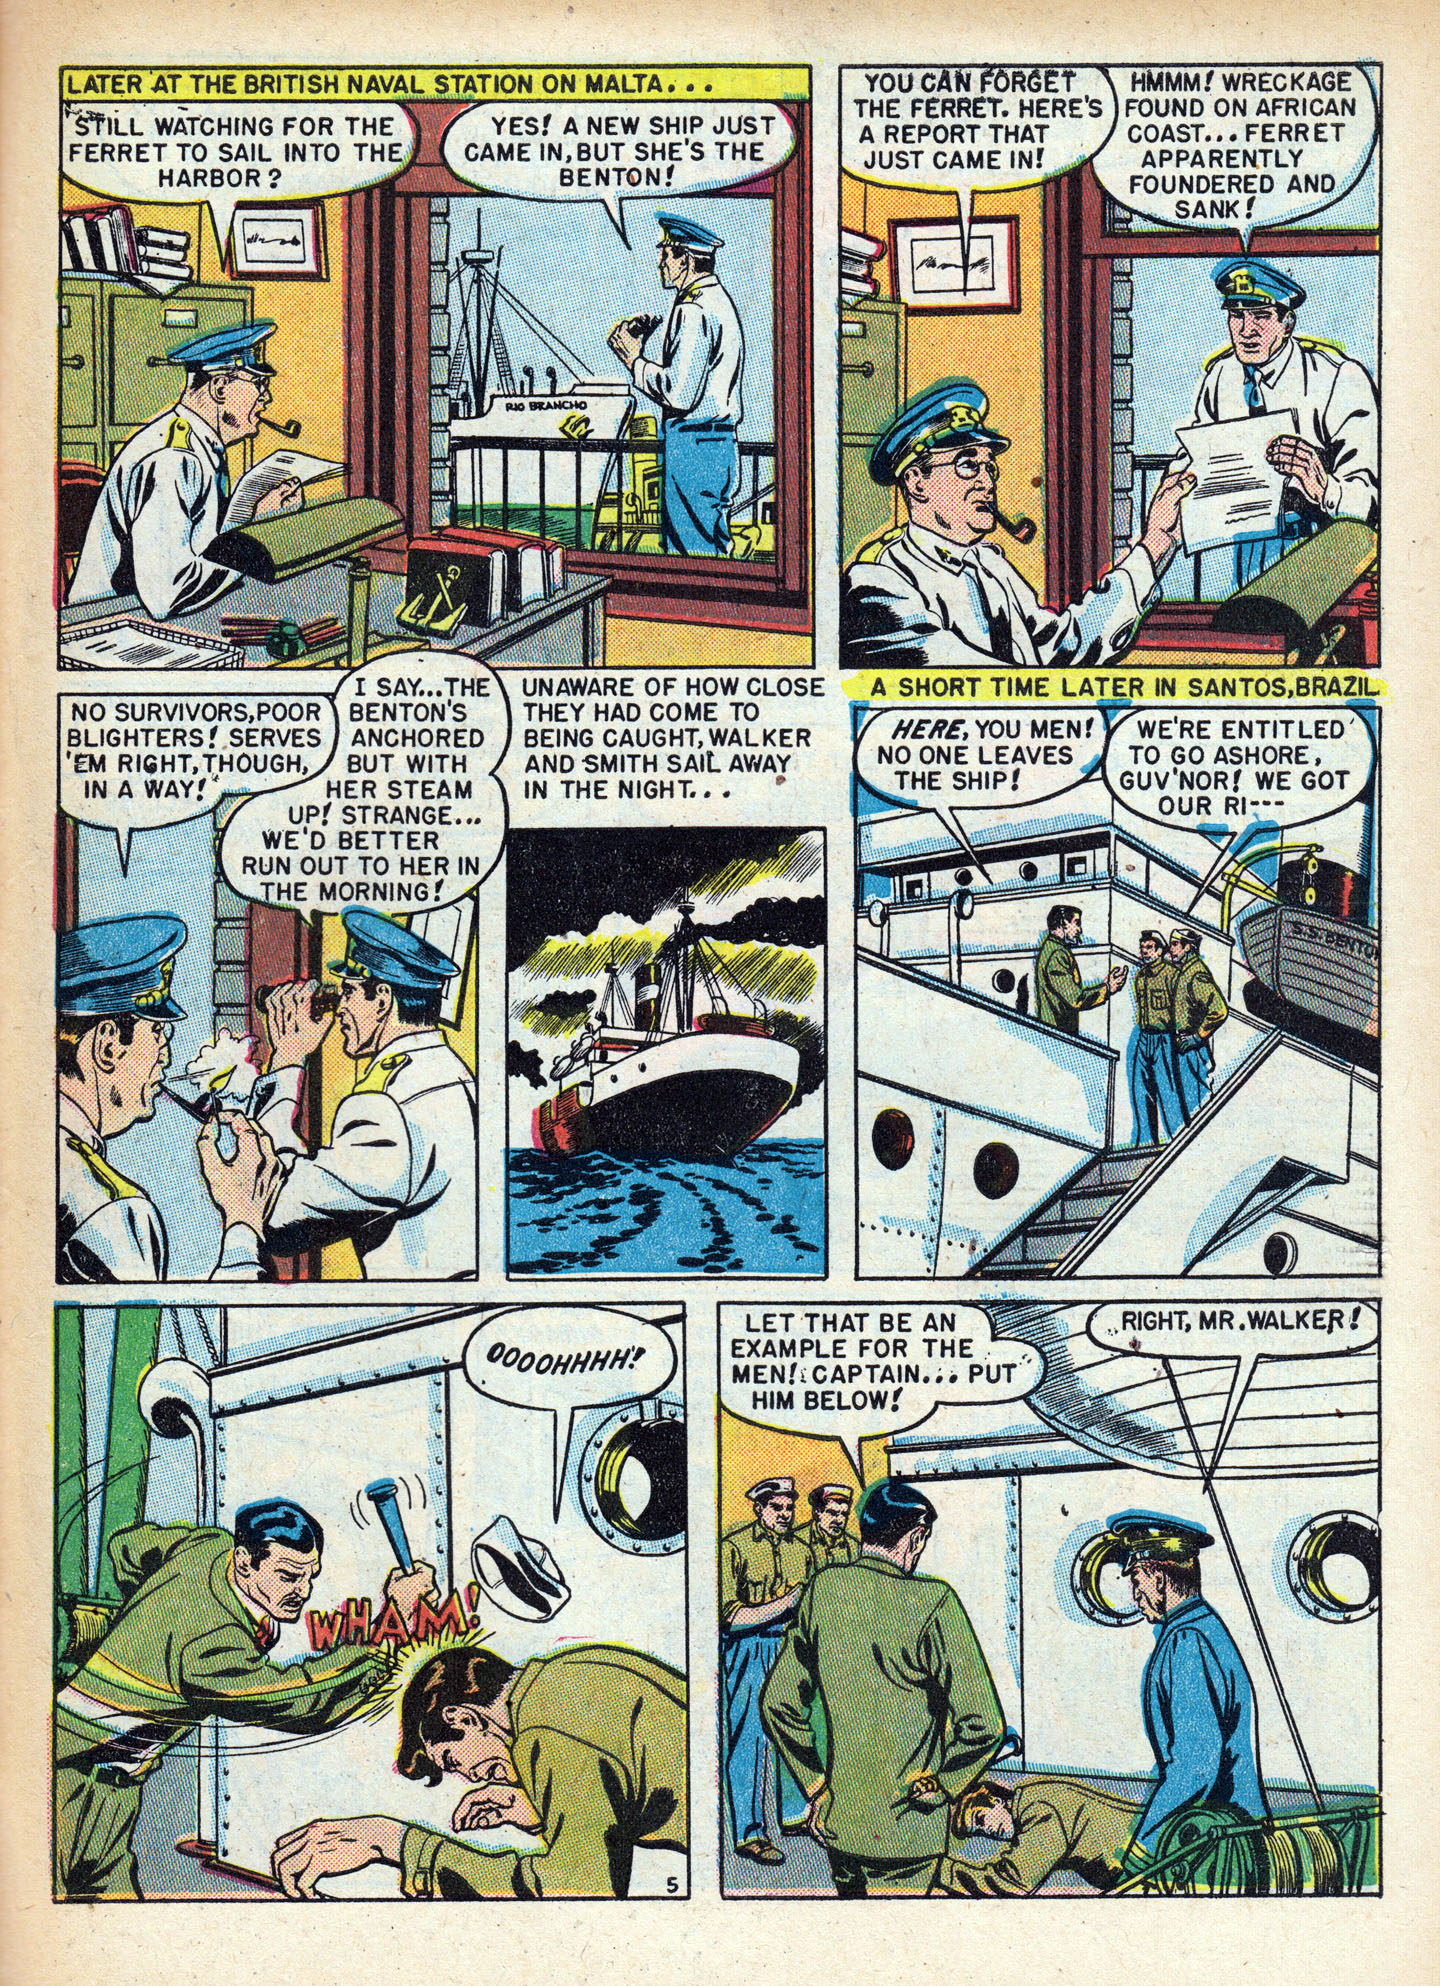 LATER AT THE BRITISH NAVAL STATION ON MALTA...
STILL WATCHING FOR THE
FERRET TO SAIL INTO THE
HARBOR?
YES! A NEW SHIP JUST
CAME IN, BUT SHE'S THE
BENTON!
RIO BRANCHO
YOU CAN FORGET
THE FERRET. HERE'S
A REPORT THAT
JUST CAME IN!
HMMM! WRECKAGE
FOUND ON AFRICAN
COAST... FERRET
APPARENTLY
FOUNDERED AND
SANK!
NO SURVIVORS, POOR
BLIGHTERS! SERVES
'EM RIGHT, THOUGH,
IN A WAY!
I SAY...THE
BENTON'S
ANCHORED
BUT WITH
HER STEAM
UP! STRANGE...
WE'D BETTER
RUN OUT TO HER IN
THE MORNING!
UNAWARE OF HOW CLOSE
THEY HAD COME TO
BEING CAUGHT, WALKER
AND SMITH SAIL AWAY
IN THE NIGHT...
A SHORT TIME LATER IN SANTOS, BRAZIL
HERE, YOU MEN!
NO ONE LEAVES
THE SHIP!
WE'RE ENTITLED
TO GO ASHORE,
GUV'NOR! WE GOT
OUR RI---
S.S. BENTON
OOOOHHHH!
WHAM!
5
LET THAT BE AN
EXAMPLE FOR THE
MEN! CAPTAIN... PUT
HIM BELOW!
RIGHT, MR. WALKER!